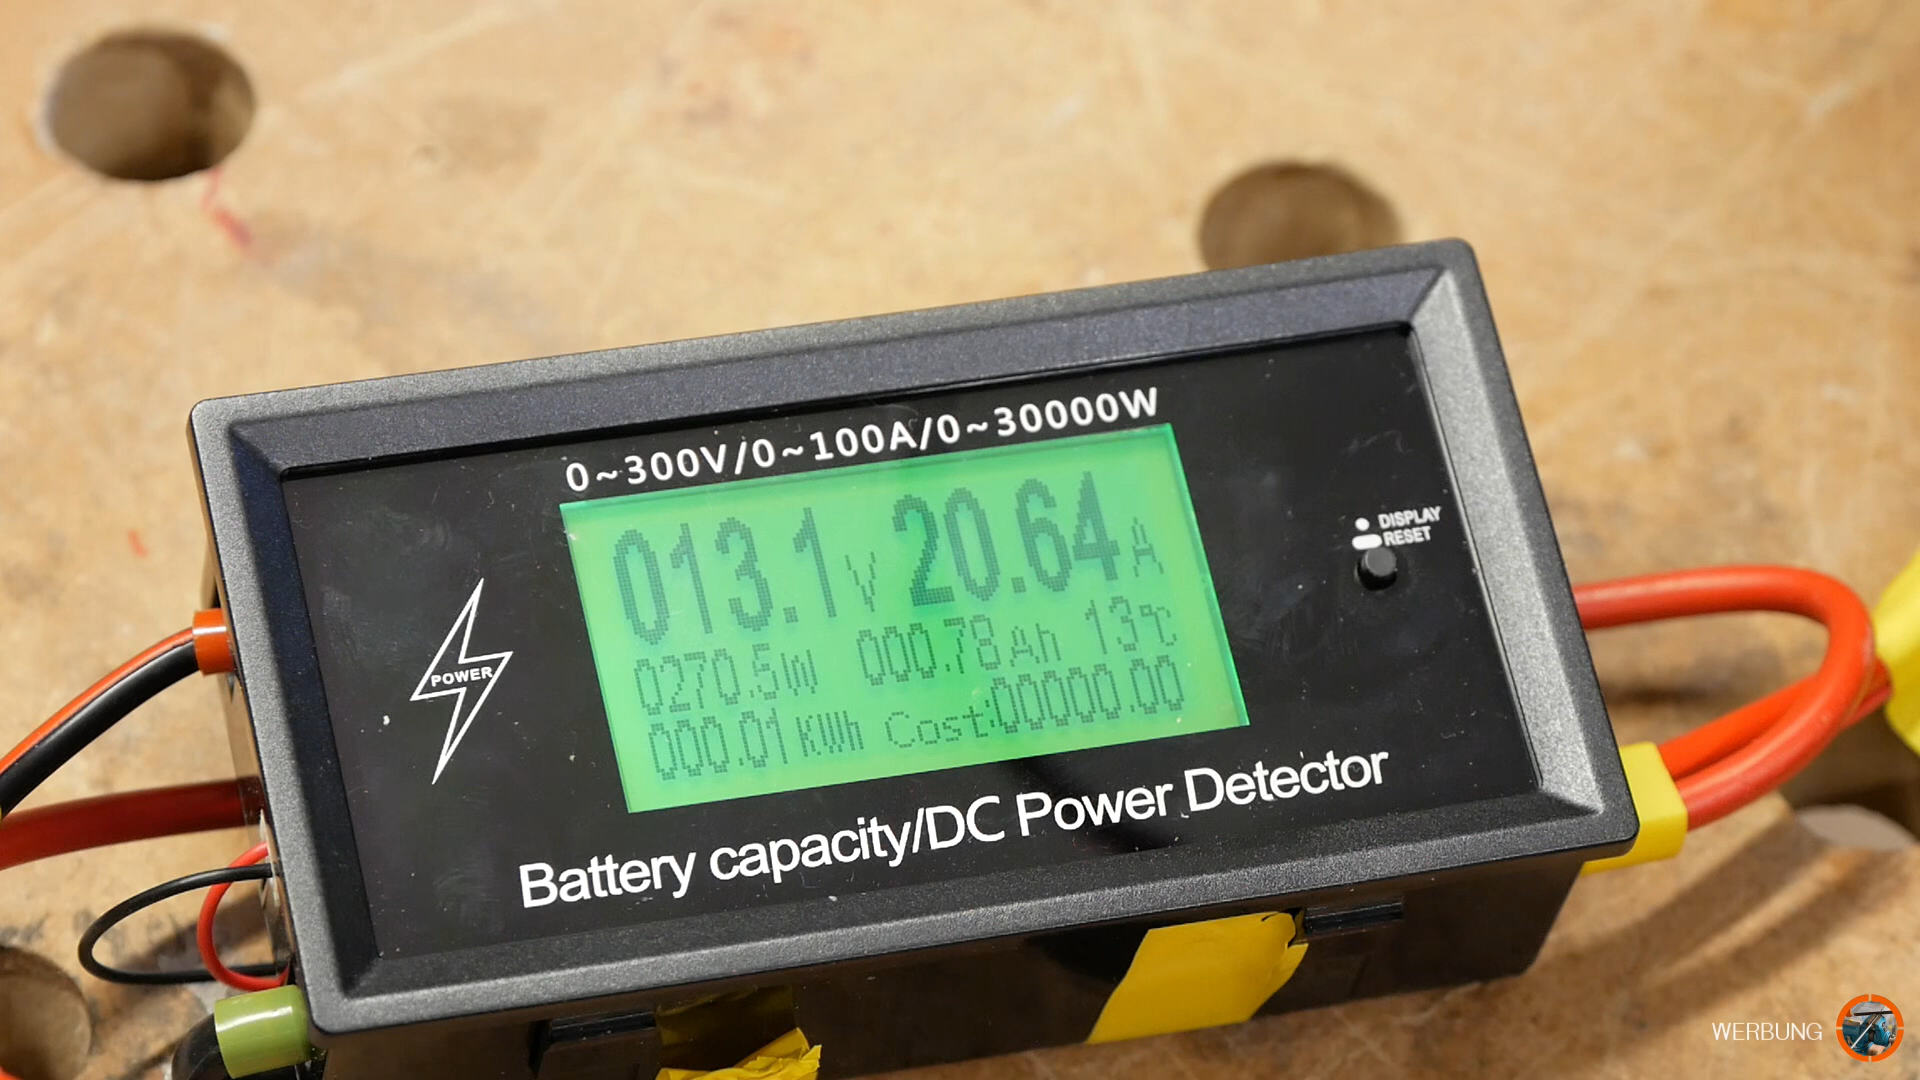 0~300V/0~100A/0~30000W
013.1V 20.64A
0270.5W 000.78Ah 13℃
000.01KWh Cost:00000.00
DISPLAY
RESET
POWER
Battery capacity/DC Power Detector
WERBUNG